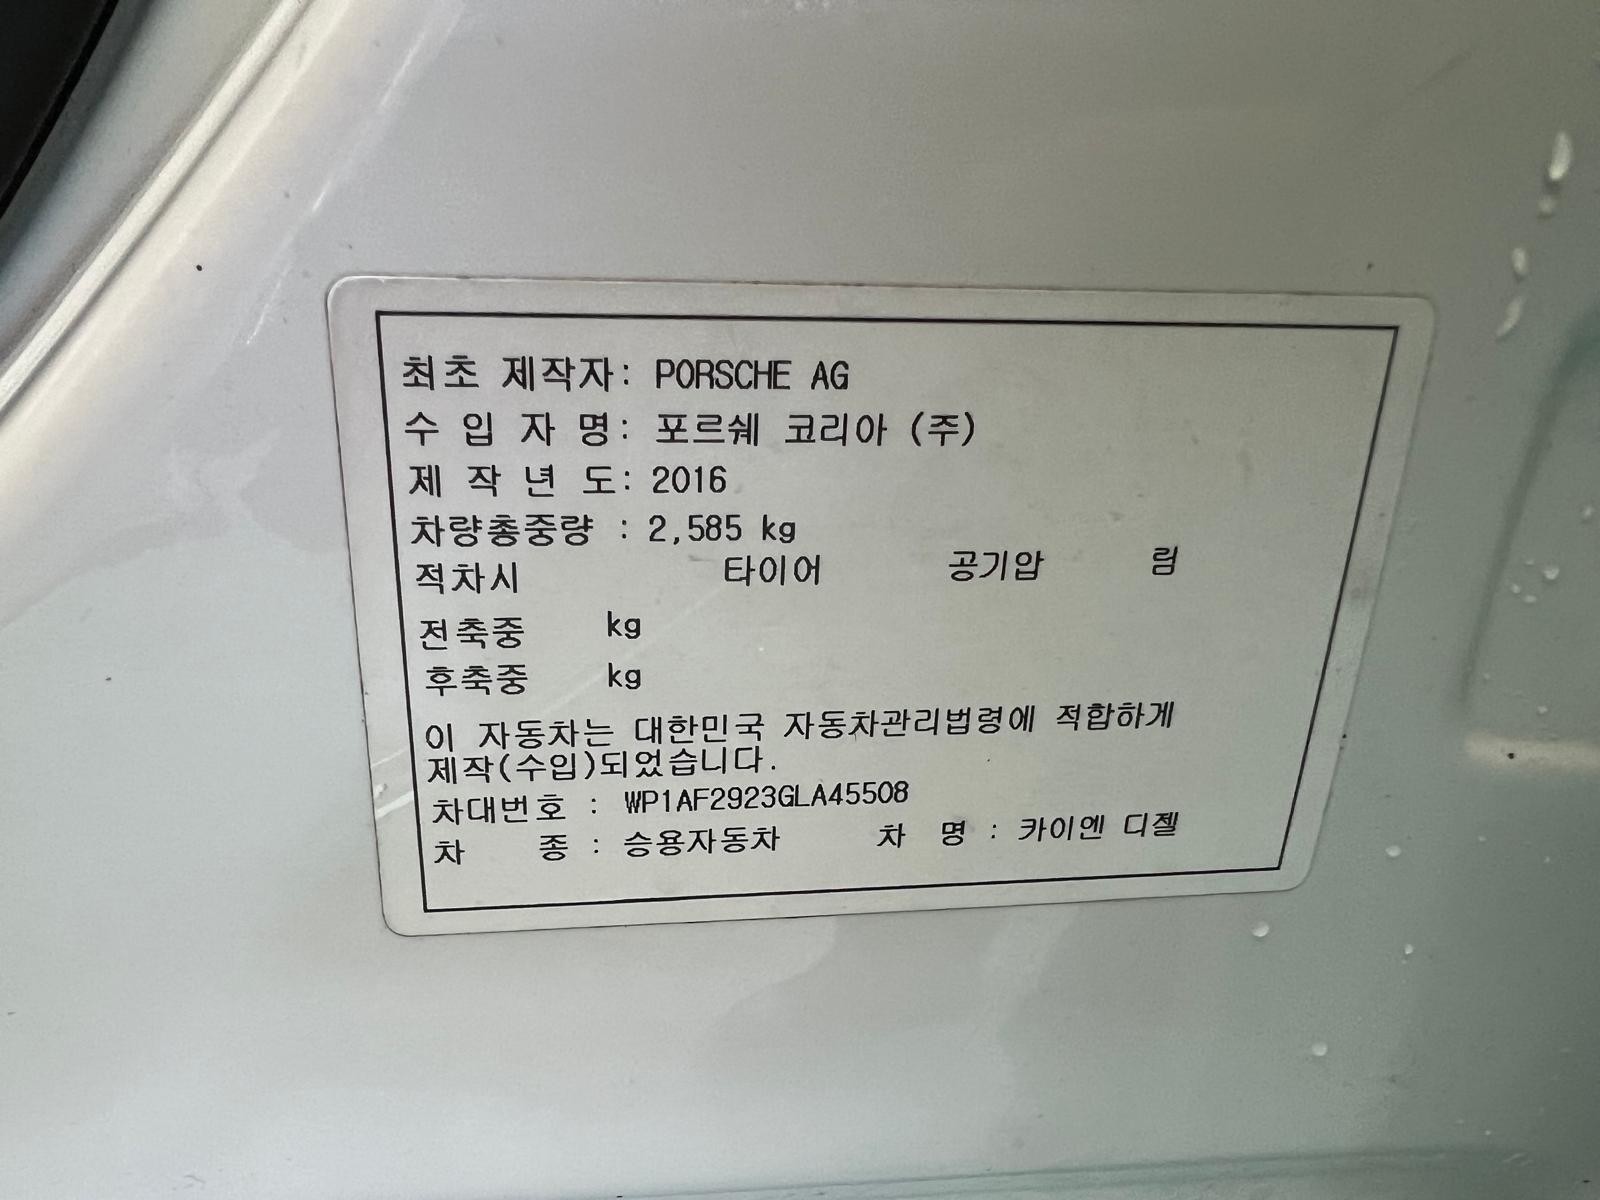 최초 제작자: PORSCHE AG
수 입 자 명: 포르쉐 코리아 (주)
제 작 년 도: 2016
차량총중량 : 2,585 kg
적차시 타이어 공기압 림
전축중 kg
후축중 kg
이 자동차는 대한민국 자동차관리법령에 적합하게
제작(수입)되었습니다.
차대번호 : WP1AF2923GLA45508
차 종 : 승용자동차 차 명 : 카이엔 디젤